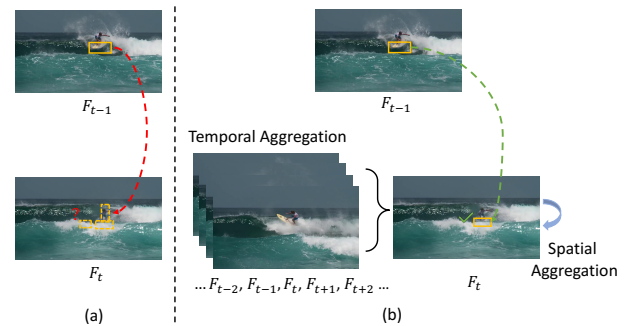 F_{t−1}
F_{t−1}
Temporal Aggregation
F_t
... F_{t−2}, F_{t−1}, F_t, F_{t+1}, F_{t+2} ...
F_t
Spatial
Aggregation
(a)
(b)